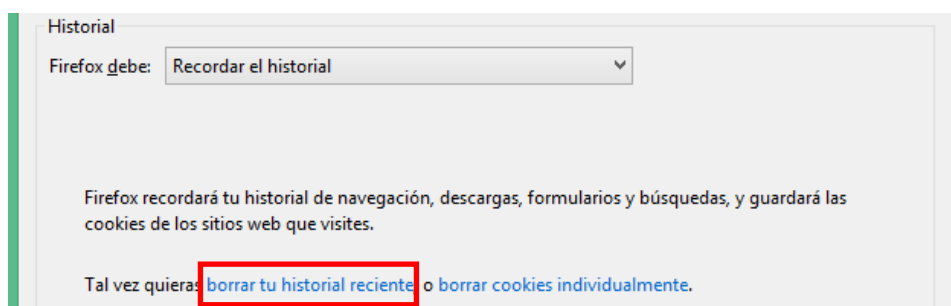 Historial
Firefox debe: Recordar el historial
Firefox recordará tu historial de navegación, descargas, formularios y búsquedas, y guardará las
cookies de los sitios web que visites.
Tal vez quieras borrar tu historial reciente o borrar cookies individualmente.